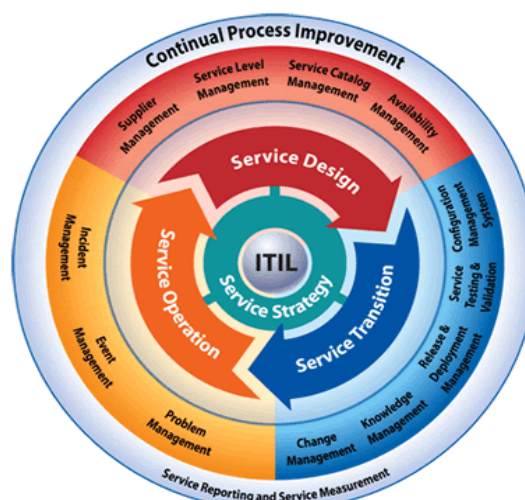 Continual Process Improvement
Supplier
Management
Service Level
Management
Service Catalog
Management
Availability
Management
Service Design
Configuration
System
Management
Service
Testing &
Validation
Release &
Deployment
Management
Knowledge
Management
Change
Management
Service Transition
ITIL
Service Strategy
Service Operation
Incident
Management
Event
Management
Problem
Management
Service Reporting and Service Measurement